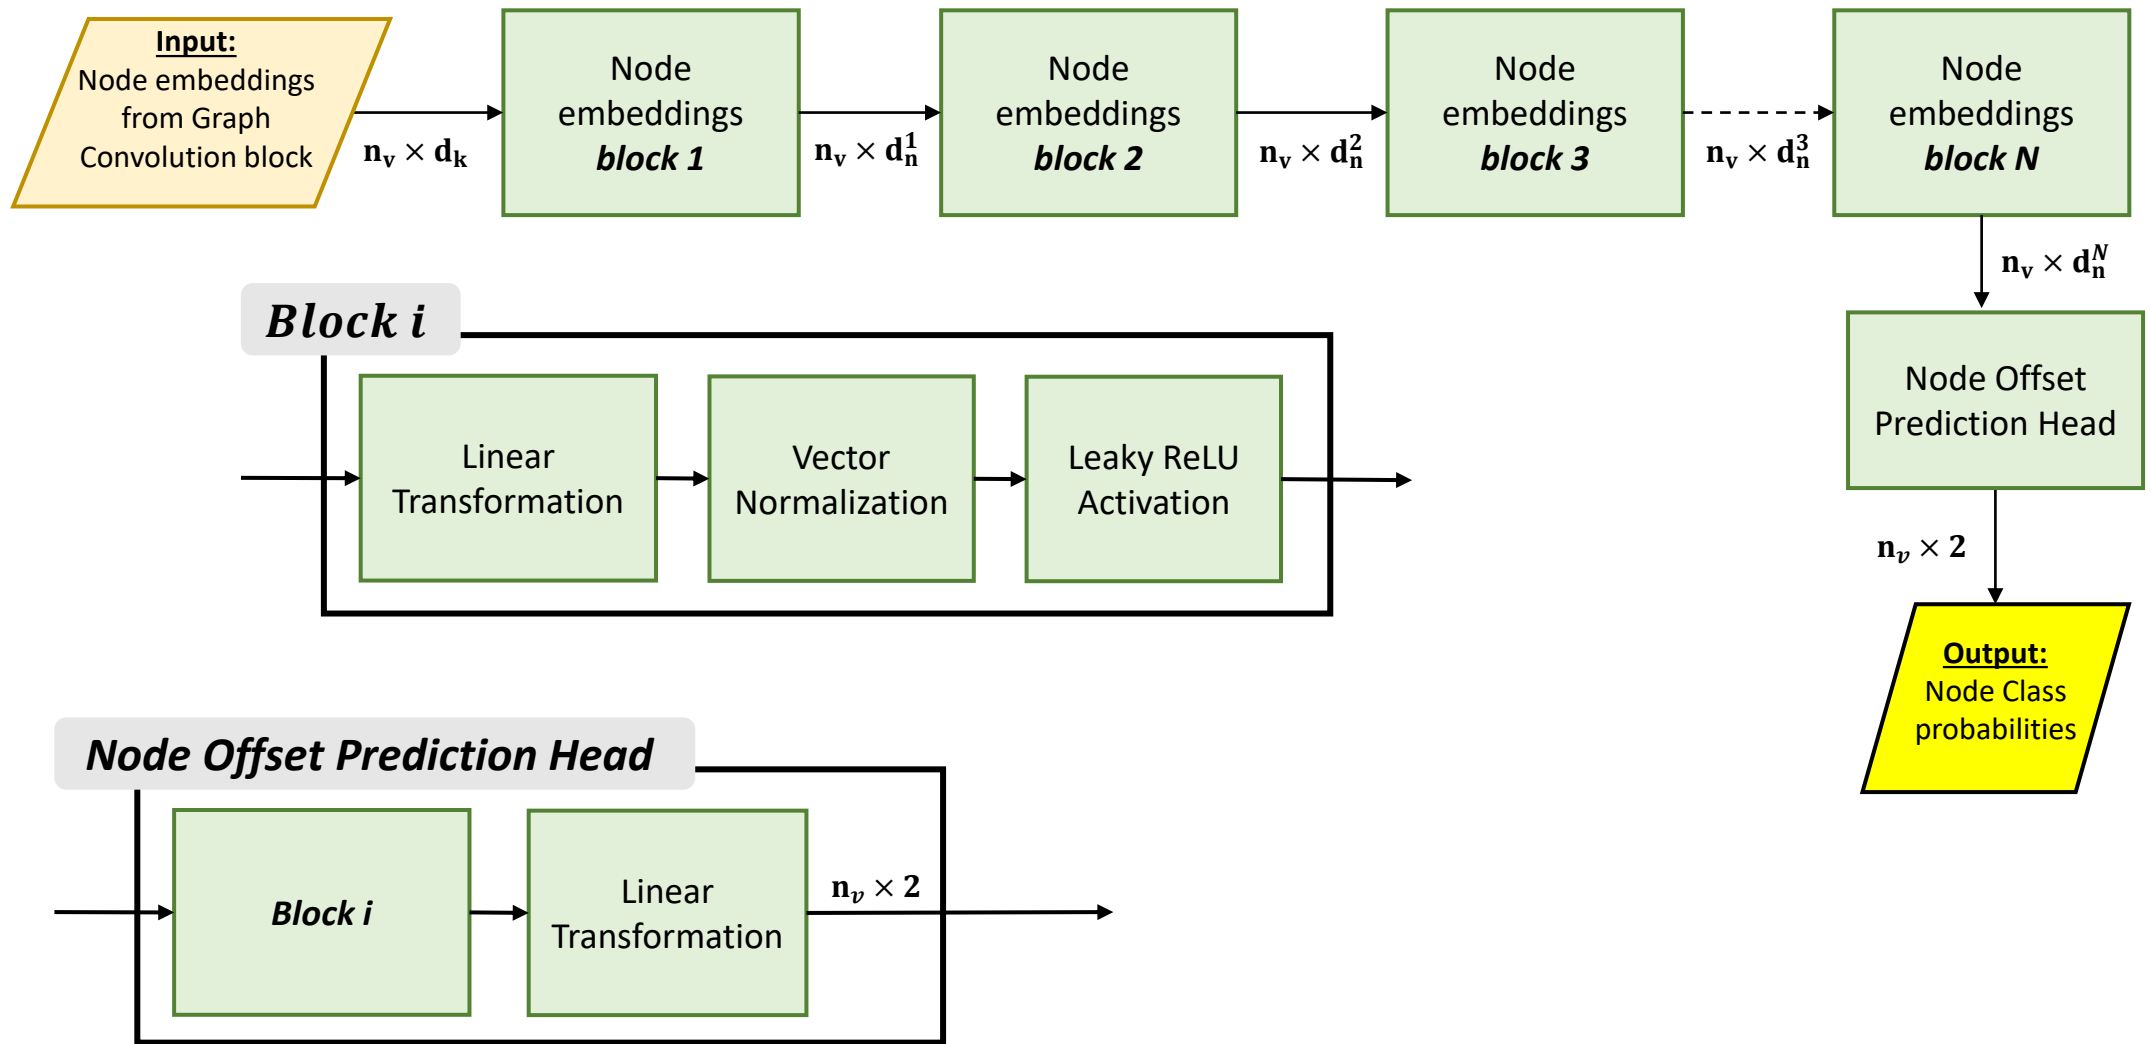 Input:
Node embeddings
from Graph
Convolution block
n_v × d_k
Node
embeddings
block 1
n_v × d_n^1
Node
embeddings
block 2
n_v × d_n^2
Node
embeddings
block 3
n_v × d_n^3
Node
embeddings
block N
n_v × d_n^N
Node Offset
Prediction Head
n_v × 2
Output:
Node Class
probabilities
Block i
Linear
Transformation
Vector
Normalization
Leaky ReLU
Activation
Node Offset Prediction Head
Block i
Linear
Transformation
n_v × 2